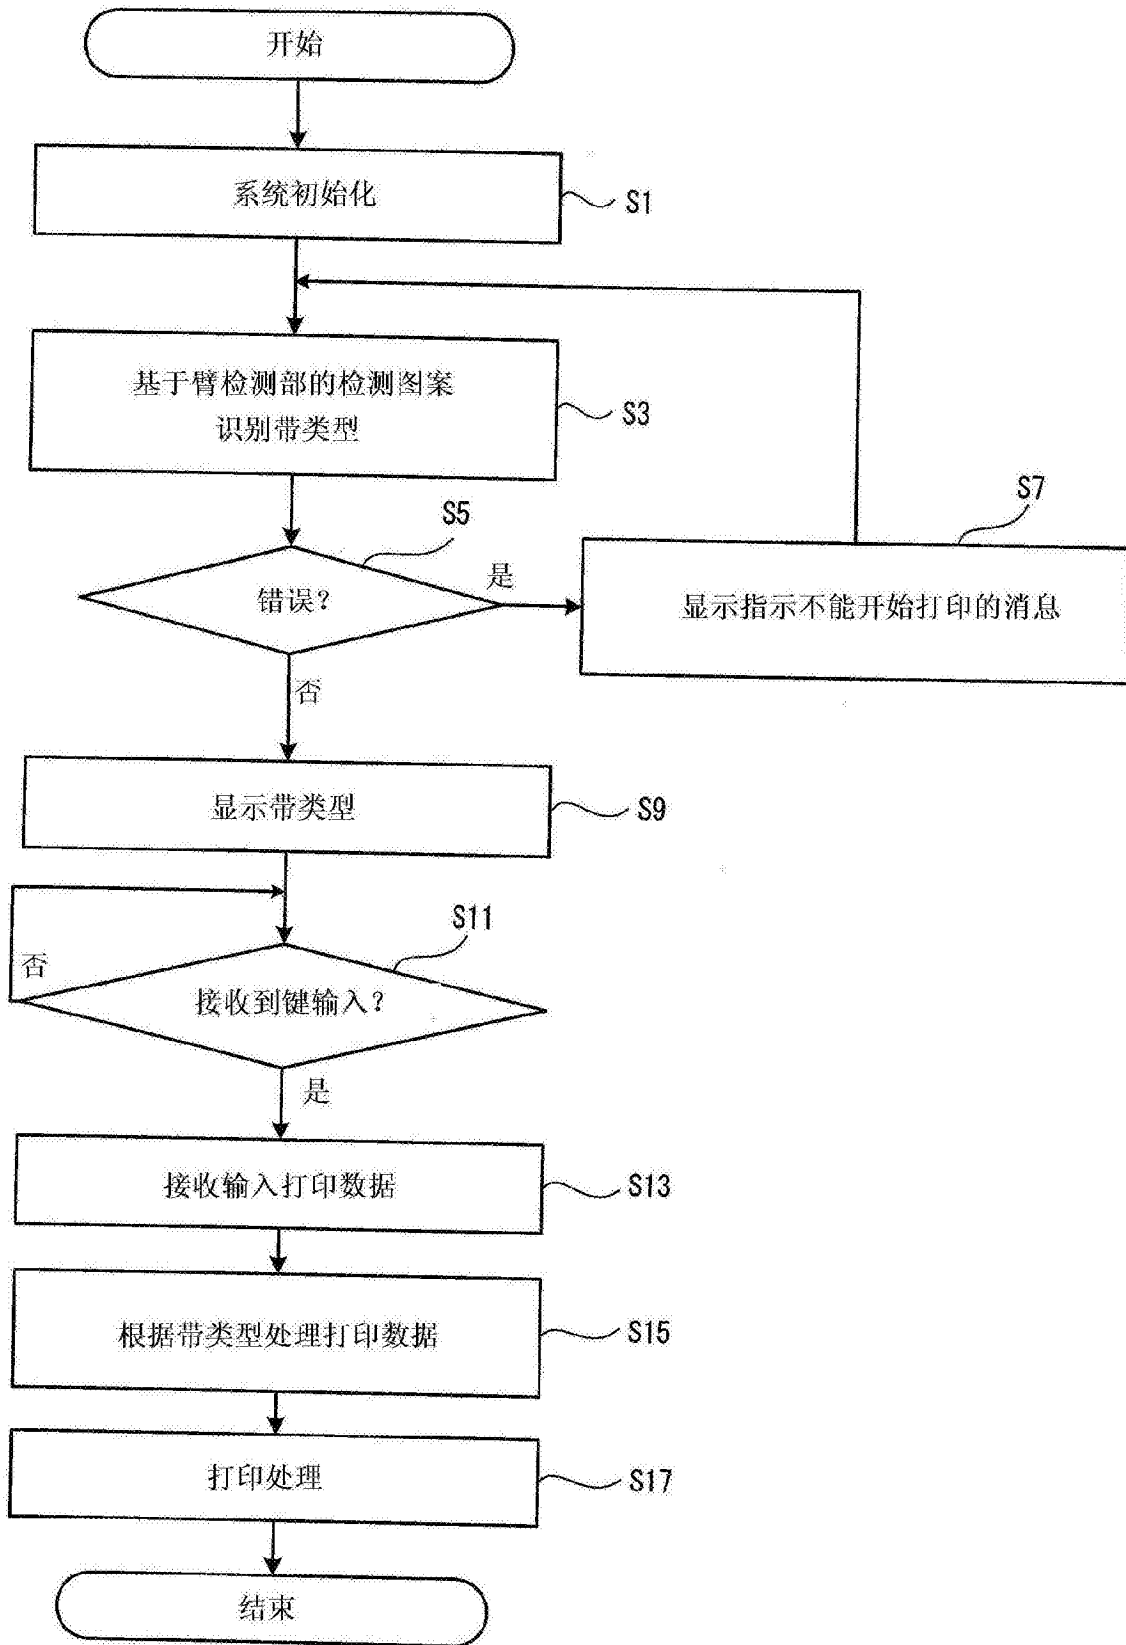 开始
系统初始化
S1
基于臂检测部的检测图案
识别带类型
S3
S5
错误？
是
否
S7
显示指示不能开始打印的消息
显示带类型
S9
S11
接收到键输入？
否
是
接收输入打印数据
S13
根据带类型处理打印数据
S15
打印处理
S17
结束